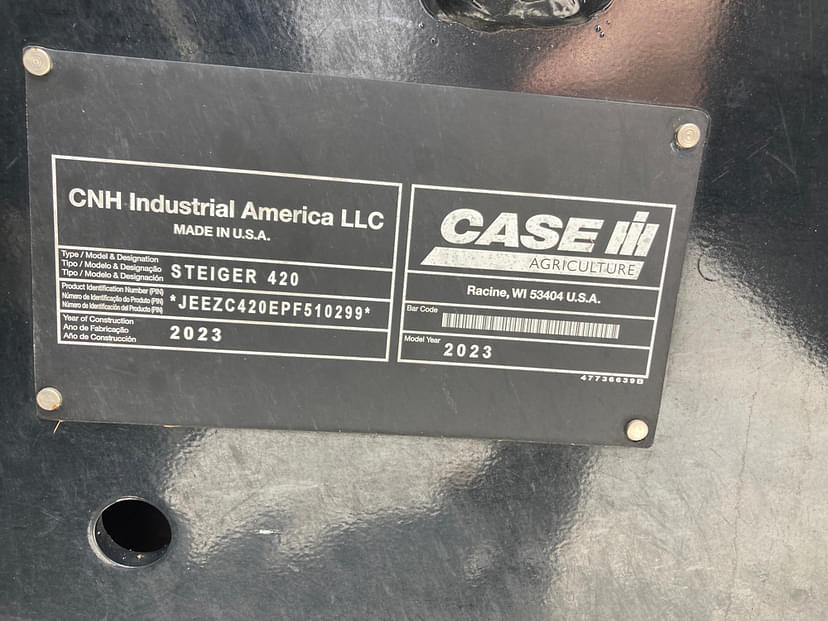 CNH Industrial America LLC
MADE IN U.S.A.
Type / Model & Designation
Tipo / Modelo & Designação
Tipo / Modelo & Designación
STEIGER 420
Product Identification Number (PIN)
Número de Identificação do Produto (PIN)
Número de Identificación del Producto (PIN)
*JEEZC420EPF510299*
Year of Construction
Ano de Fabricação
Año de Construcción
2023
CASE IH
AGRICULTURE
Racine, WI 53404 U.S.A.
Bar Code
Model Year
2023
47736639B